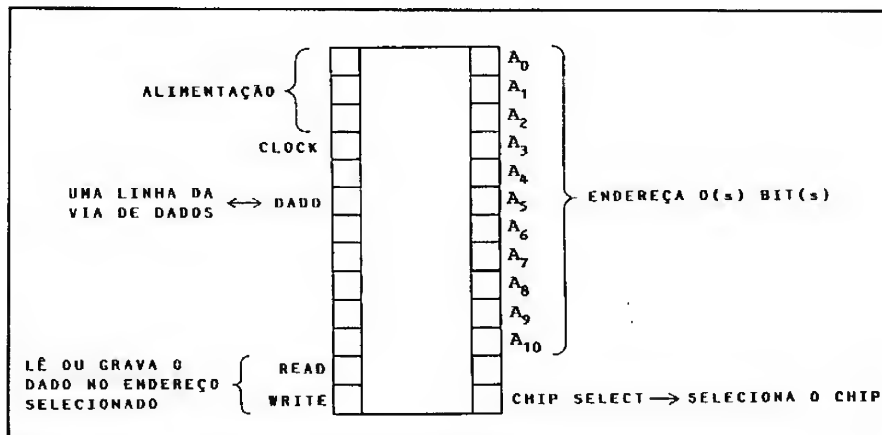 ALIMENTAÇÃO
CLOCK
UMA LINHA DA
VIA DE DADOS ⟷ DADO
LÊ OU GRAVA O
DADO NO ENDEREÇO
SELECIONADO
READ
WRITE
A0
A1
A2
A3
A4
A5
A6
A7
A8
A9
A10
ENDEREÇA O(s) BIT(s)
CHIP SELECT → SELECIONA O CHIP